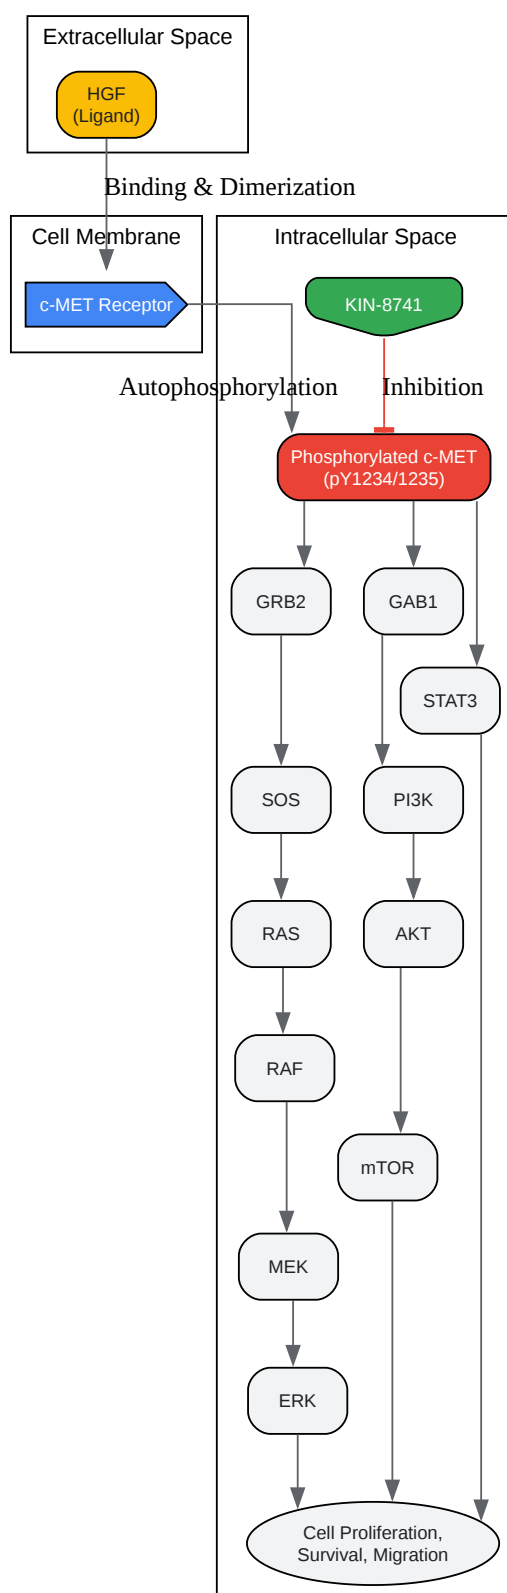 Extracellular Space
HGF
(Ligand)
Binding & Dimerization
Cell Membrane
Intracellular Space
c-MET Receptor
KIN-8741
Autophosphorylation
Inhibition
Phosphorylated c-MET
(pY1234/1235)
GRB2
GAB1
STAT3
SOS
PI3K
RAS
AKT
RAF
mTOR
MEK
ERK
Cell Proliferation,
Survival, Migration